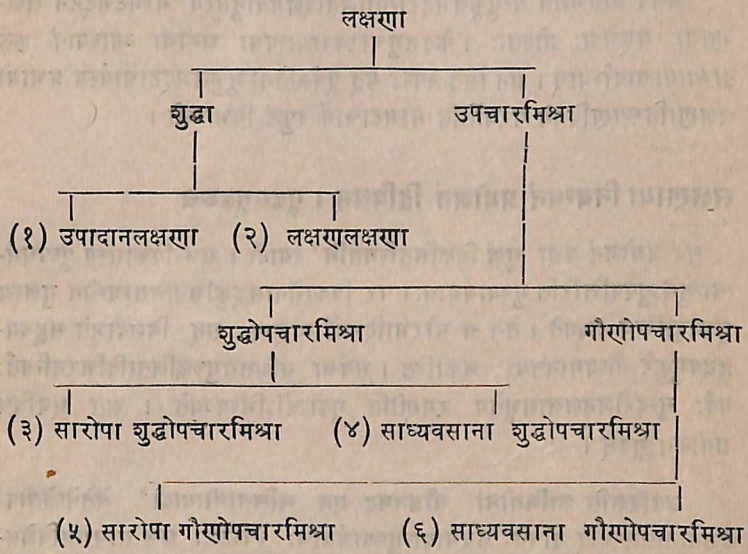 लक्षणा
शुद्धा उपचारमिश्रा
(१) उपादानलक्षणा (२) लक्षणलक्षणा
शुद्धोपचारमिश्रा गौणोपचारमिश्रा
(३) सारोपा शुद्धोपचारमिश्रा (४) साध्यवसाना शुद्धोपचारमिश्रा
(५) सारोपा गौणोपचारमिश्रा (६) साध्यवसाना गौणोपचारमिश्रा